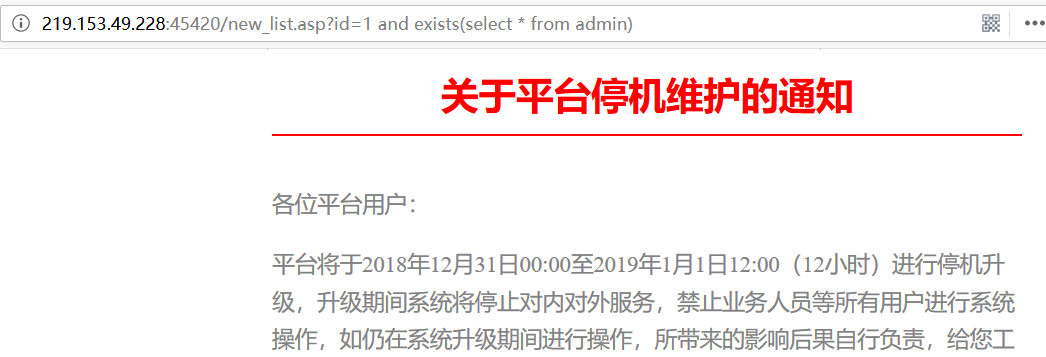 219.153.49.228:45420/new_list.asp?id=1 and exists(select * from admin)
关于平台停机维护的通知
各位平台用户：
平台将于2018年12月31日00:00至2019年1月1日12:00（12小时）进行停机升
级，升级期间系统将停止对内对外服务，禁止业务人员等所有用户进行系统
操作，如仍在系统升级期间进行操作，所带来的影响后果自行负责，给您工